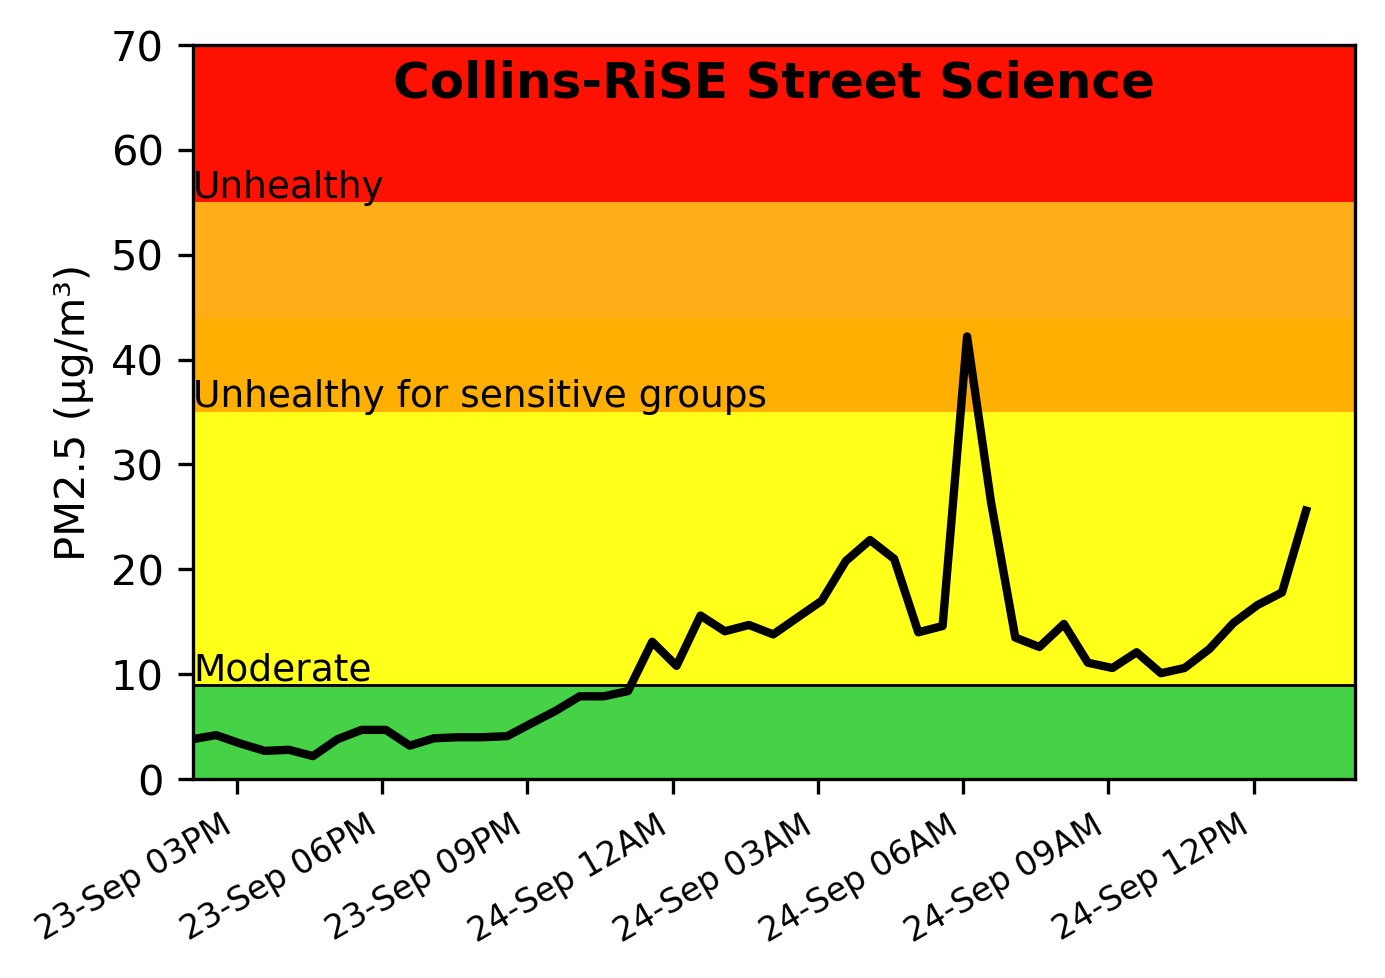 Collins-RiSE Street Science
70
60
50
40
30
20
10
0
PM2.5 (µg/m³)
Unhealthy
Unhealthy for sensitive groups
Moderate
23-Sep 03PM
23-Sep 06PM
23-Sep 09PM
24-Sep 12AM
24-Sep 03AM
24-Sep 06AM
24-Sep 09AM
24-Sep 12PM